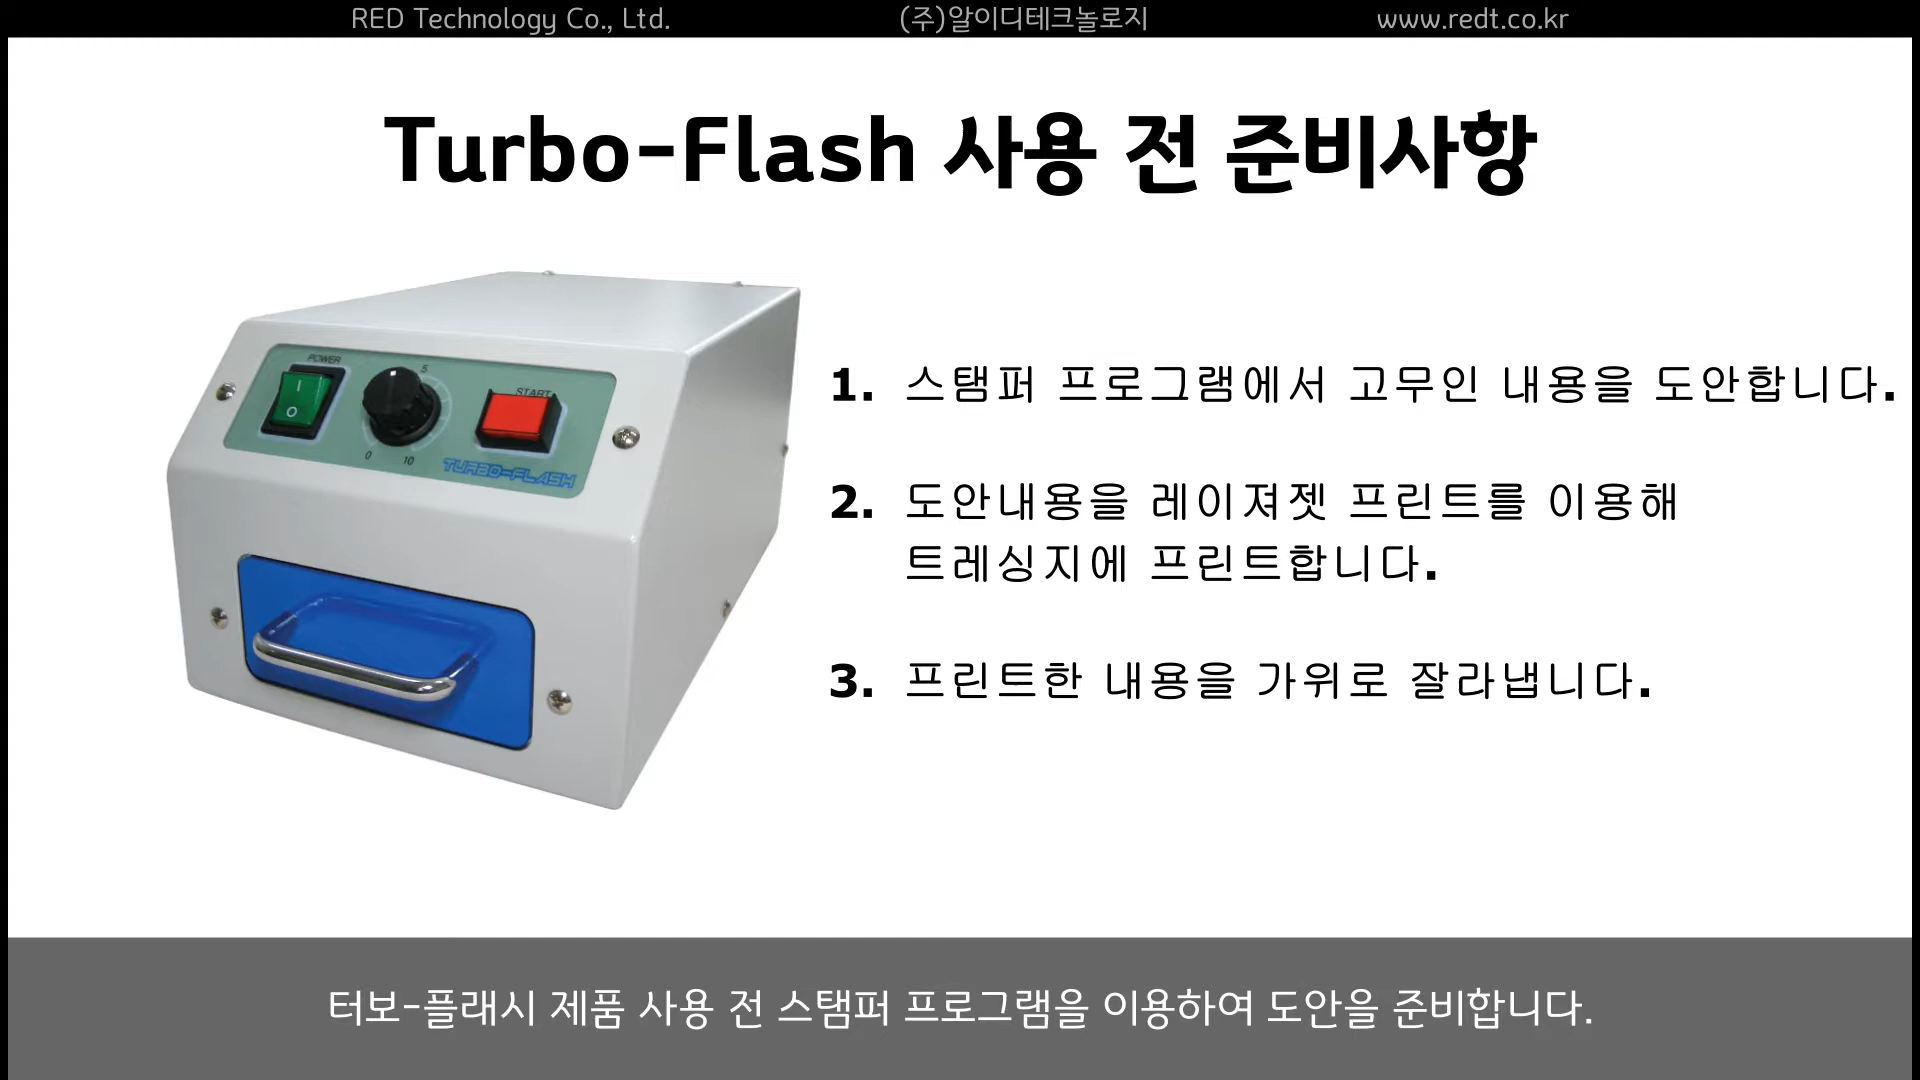 RED Technology Co., Ltd. (주)알이디테크놀로지 www.redt.co.kr
Turbo-Flash 사용 전 준비사항
POWER
I
O
5
0 10
START
TURBO-FLASH
1. 스탬퍼 프로그램에서 고무인 내용을 도안합니다.
2. 도안내용을 레이져젯 프린트를 이용해
트레싱지에 프린트합니다.
3. 프린트한 내용을 가위로 잘라냅니다.
터보-플래시 제품 사용 전 스탬퍼 프로그램을 이용하여 도안을 준비합니다.